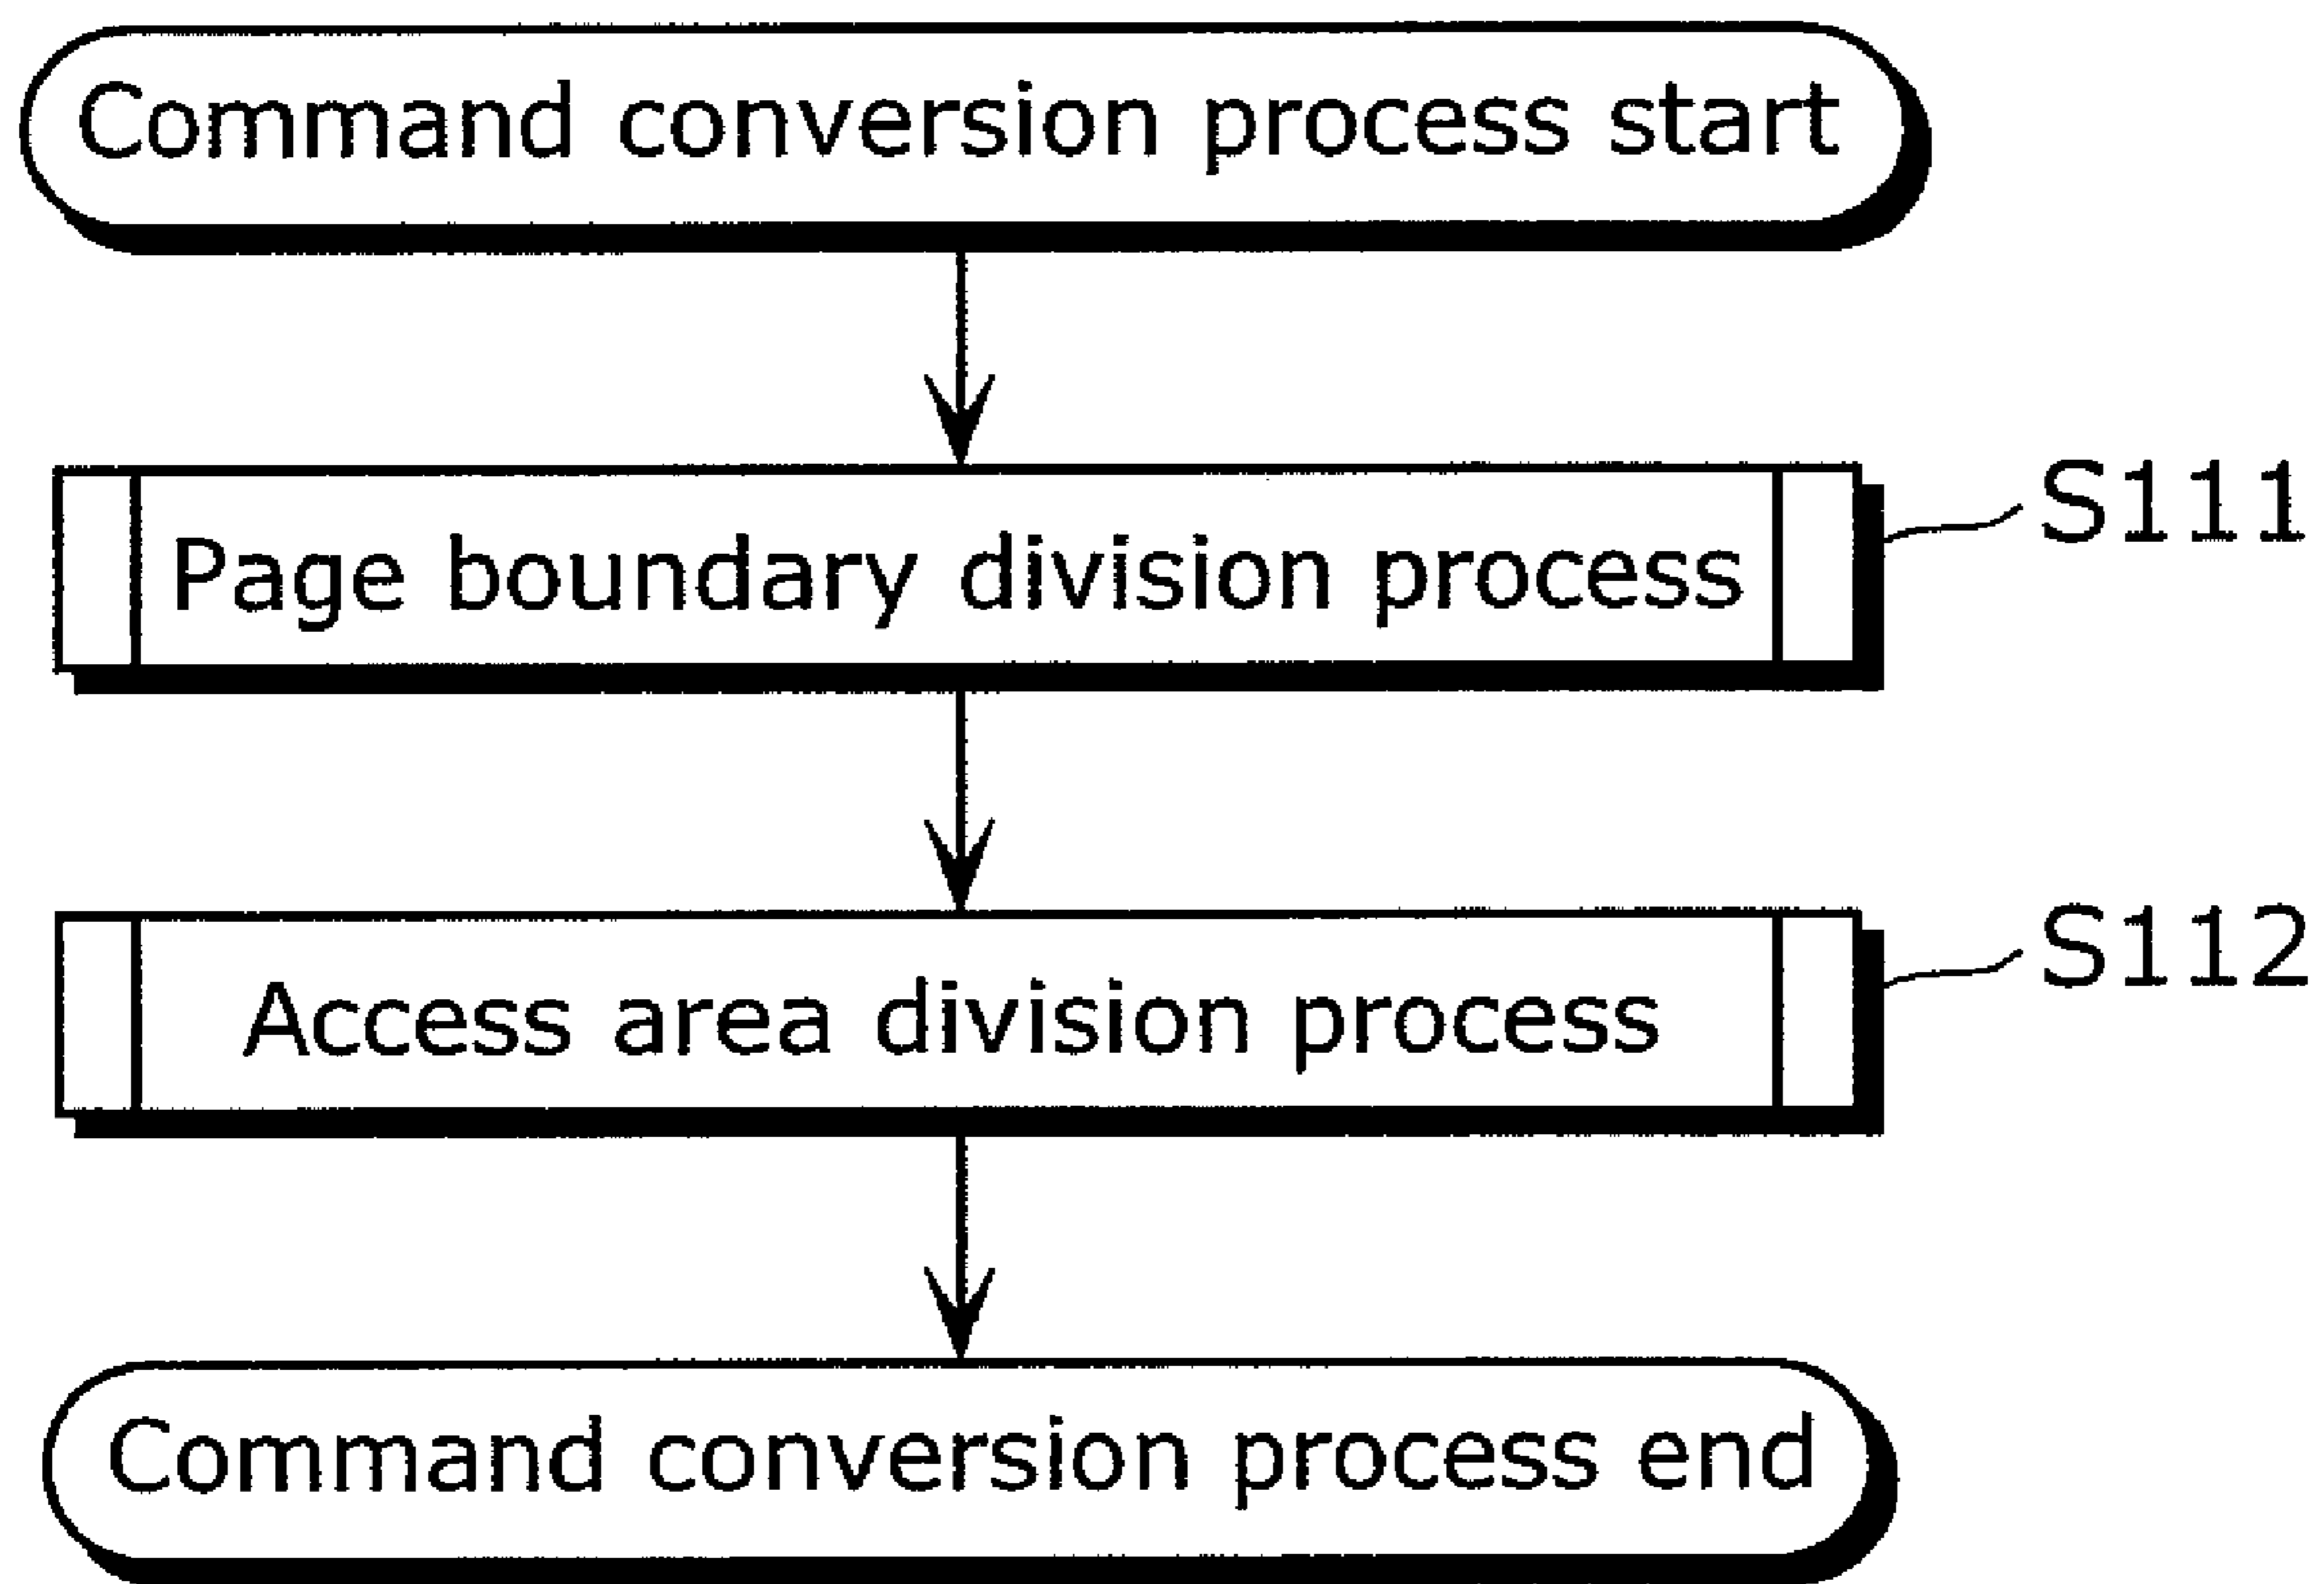 Command conversion process start
Page boundary division process
S111
Access area division process
S112
Command conversion process end